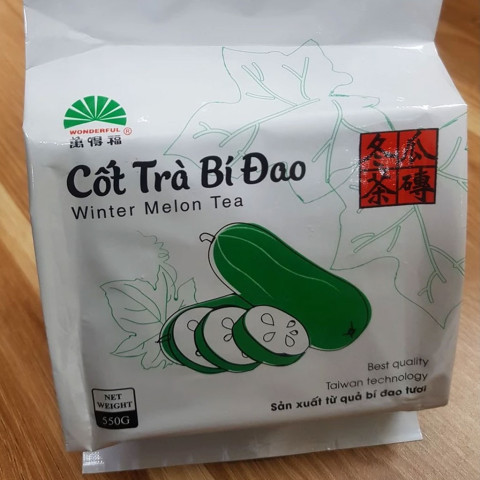 WONDERFUL ®
萬得福
Cốt Trà Bí Đao
Winter Melon Tea
冬瓜
茶磚
Best quality
Taiwan technology
Sản xuất từ quả bí đao tươi
NET
WEIGHT
550G